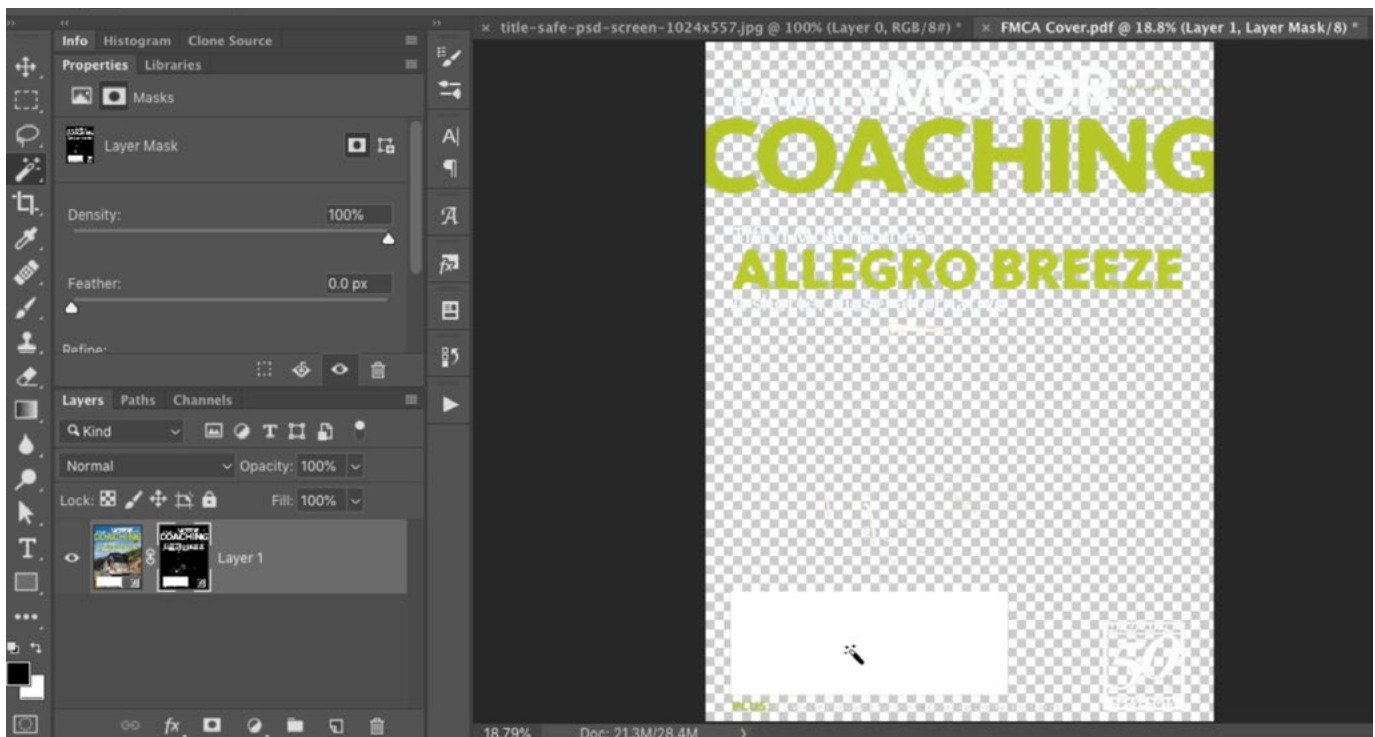 × title-safe-psd-screen-1024x557.jpg @ 100% (Layer 0, RGB/8#) *
× FMCA Cover.pdf @ 18.8% (Layer 1, Layer Mask/8) *
Info Histogram Clone Source
Properties Libraries
Masks
Layer Mask
Density: 100%
Feather: 0.0 px
Refine:
Layers Paths Channels
Kind
Normal Opacity: 100%
Lock: Fill: 100%
Layer 1
FAMILY MOTOR
COACHING
ALLEGRO BREEZE
50
PLUS
18.79% Doc: 21.3M/28.4M